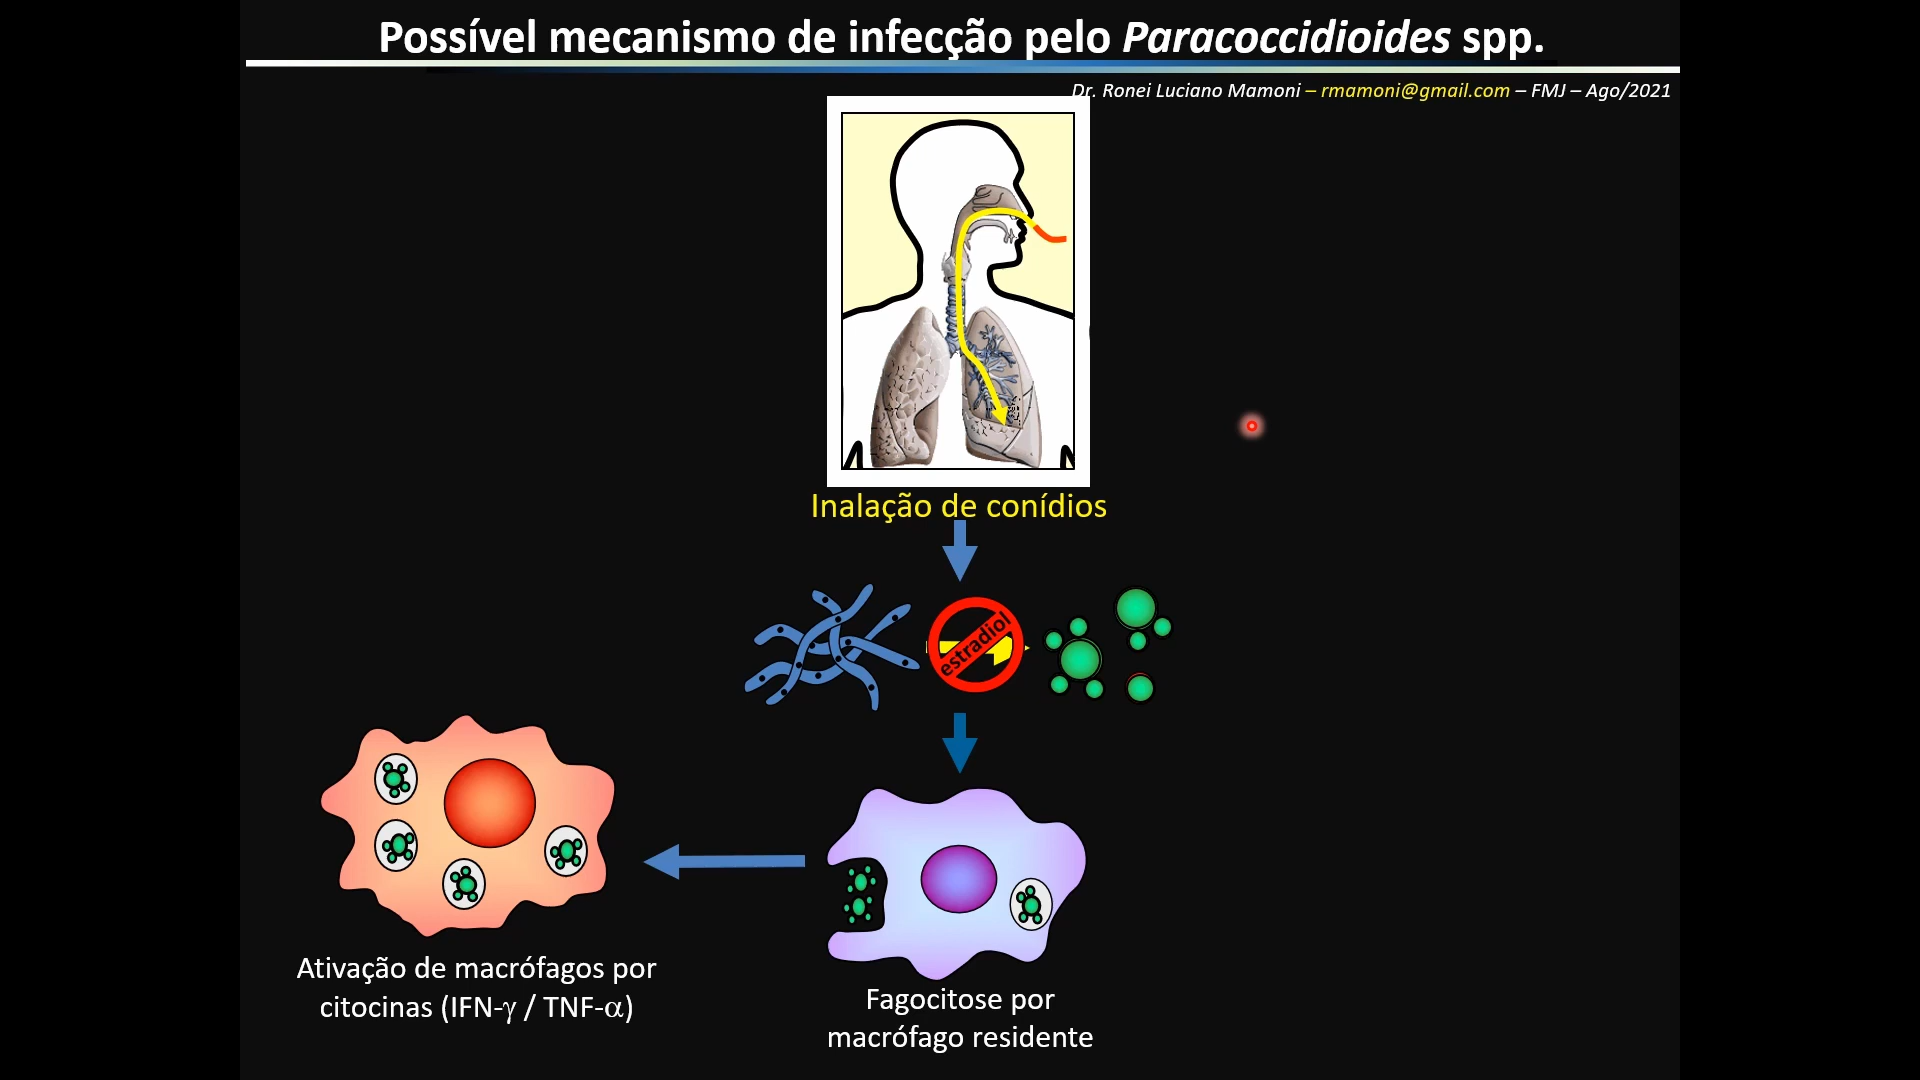 Possível mecanismo de infecção pelo Paracoccidioides spp.
Dr. Ronei Luciano Mamoni – rmamoni@gmail.com – FMJ – Ago/2021
Inalação de conídios
estradiol
Ativação de macrófagos por
citocinas (IFN-γ / TNF-α)
Fagocitose por
macrófago residente